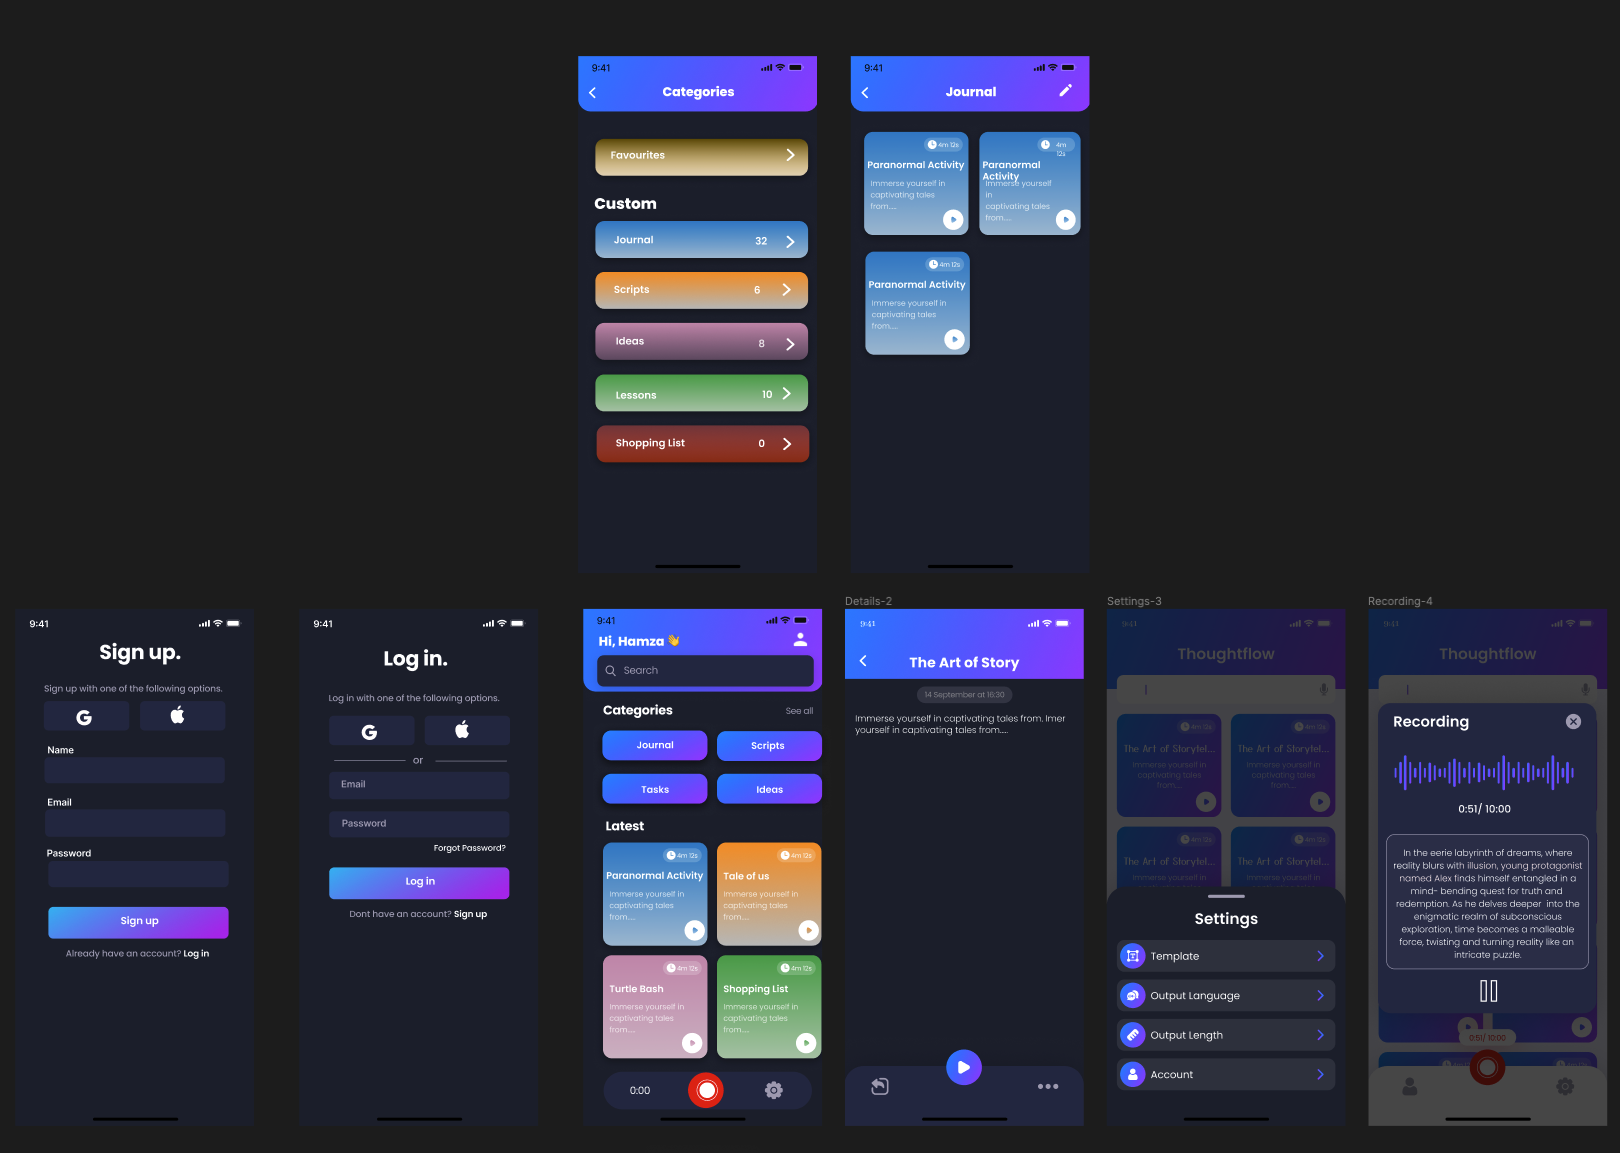 9:41
Categories
Favourites
Custom
Journal 32
Scripts 6
Ideas 8
Lessons 10
Shopping List 0
9:41
Journal
4m 12s
Paranormal Activity
Immerse yourself in
captivating tales
from....
4m
12s
Paranormal
Activity
Immerse yourself
in
captivating tales
from....
4m 12s
Paranormal Activity
Immerse yourself in
captivating tales
from....
9:41
Sign up.
Sign up with one of the following options.
G
Name
Email
Password
Sign up
Already have an account? Log in
9:41
Log in.
Log in with one of the following options.
G
or
Email
Password
Forgot Password?
Log in
Dont have an account? Sign up
9:41
Hi, Hamza 👋
Search
Categories See all
Journal
Scripts
Tasks
Ideas
Latest
4m 12s
Paranormal Activity
Immerse yourself in
captivating tales
from....
4m 12s
Tale of us
Immerse yourself in
captivating tales
from....
4m 12s
Turtle Bash
Immerse yourself in
captivating tales
from....
4m 12s
Shopping List
Immerse yourself in
captivating tales
from....
0:00
Details-2
9:41
The Art of Story
14 September at 16:30
Immerse yourself in captivating tales from. Imer
yourself in captivating tales from....
Settings-3
9:41
Thoughtflow
4m 12s
The Art of Storytel...
Immerse yourself in
captivating tales
from....
4m 12s
The Art of Storytel...
Immerse yourself in
captivating tales
from....
4m 12s
The Art of Storytel...
Immerse yourself in
4m 12s
The Art of Storytel...
Immerse yourself in
Settings
Template
Output Language
Output Length
Account
Recording-4
9:41
Thoughtflow
Recording
0:51/ 10:00
In the eerie labyrinth of dreams, where
reality blurs with illusion, young protagonist
named Alex finds himself entangled in a
mind- bending quest for truth and
redemption. As he delves deeper into the
enigmatic realm of subconscious
exploration, time becomes a malleable
force, twisting and turning reality like an
intricate puzzle.
0:51/ 10:00